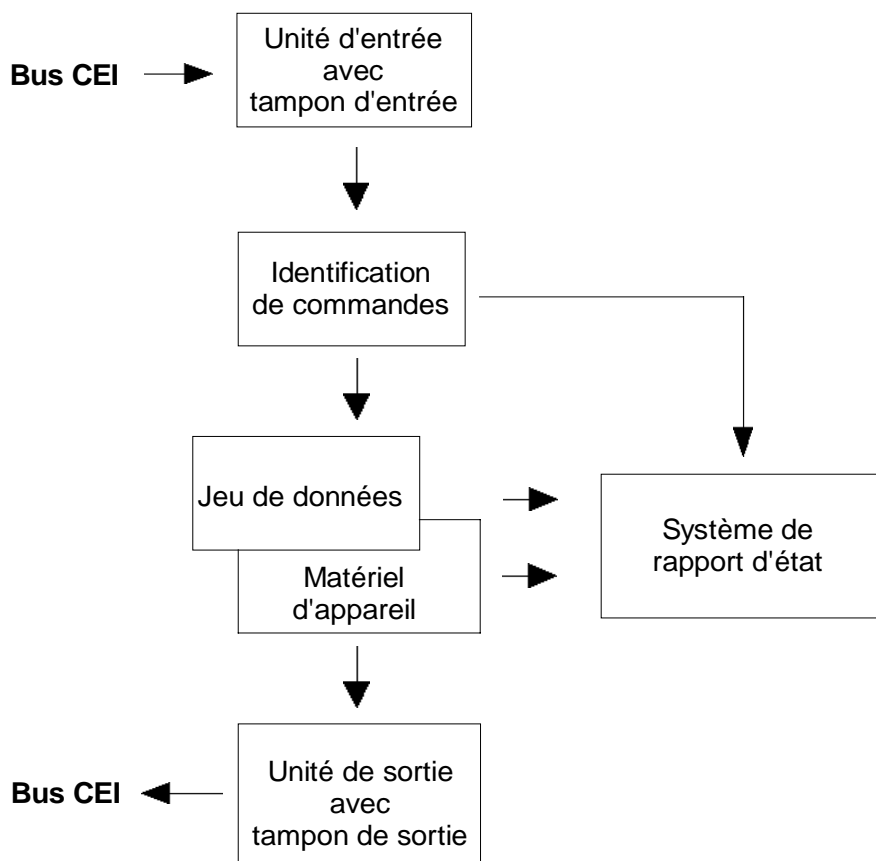 Unité d'entrée
avec
tampon d'entrée
Bus CEI
Identification
de commandes
Jeu de données
Matériel
d'appareil
Système de
rapport d'état
Unité de sortie
avec
tampon de sortie
Bus CEI